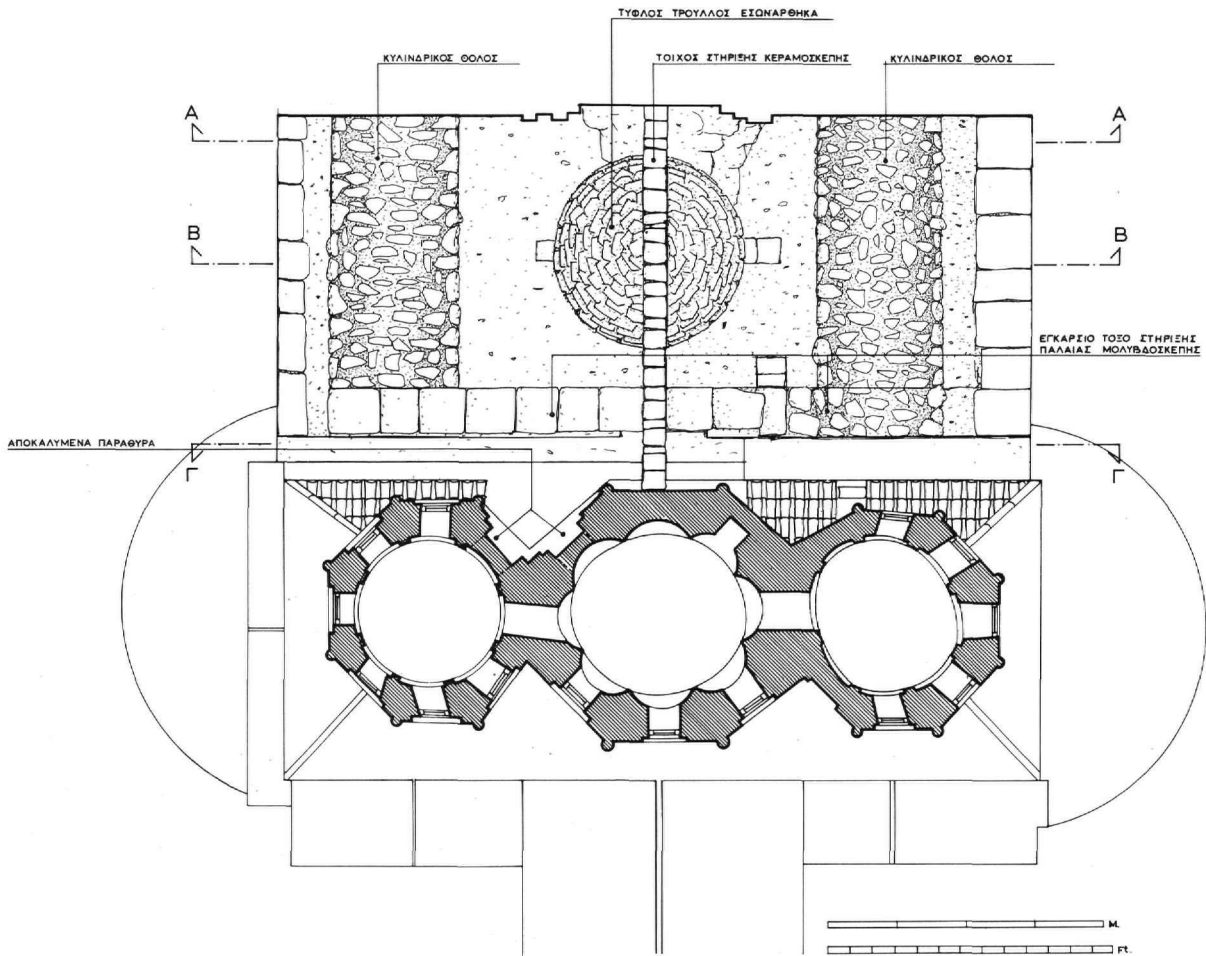 ΤΥΦΛΟΣ ΤΡΟΥΛΛΟΣ ΕΣΩΝΑΡΘΗΚΑ
ΚΥΛΙΝΔΡΙΚΟΣ ΘΟΛΟΣ
ΤΟΙΧΟΣ ΣΤΗΡΙΞΗΣ ΚΕΡΑΜΟΣΚΕΠΗΣ
ΚΥΛΙΝΔΡΙΚΟΣ ΘΟΛΟΣ
Α
Α
Β
Β
ΕΓΚΑΡΣΙΟ ΤΟΞΟ ΣΤΗΡΙΞΗΣ
ΠΑΛΑΙΑΣ ΜΟΛΥΒΔΟΣΚΕΠΗΣ
ΑΠΟΚΑΛΥΜΕΝΑ ΠΑΡΑΘΥΡΑ
Γ
Γ
M.
Ft.